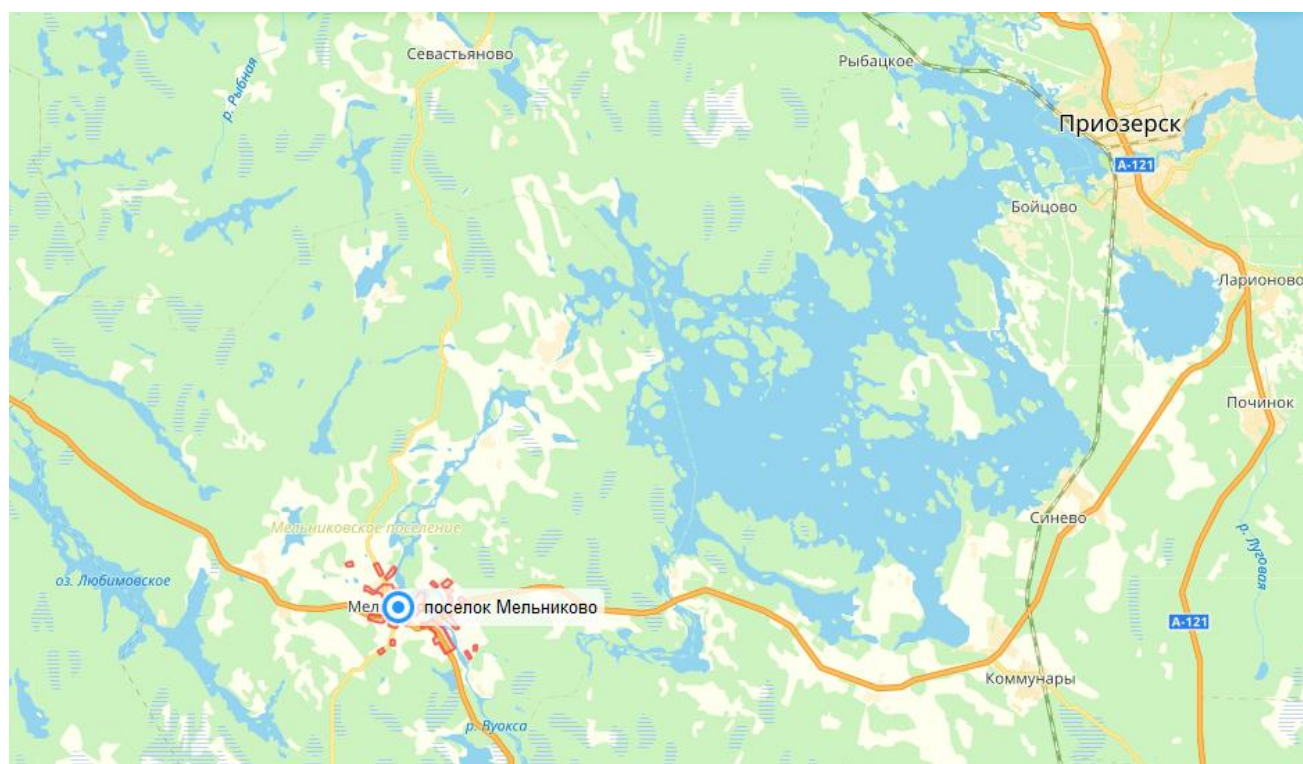 Севастьяново
р. Рыбная
Рыбацкое
Приозерск
А-121
Бойцово
Ларионово
Починок
Синево
р. Луговая
Мельниковское поселение
оз. Любимовское
Мел
поселок Мельниково
А-121
Коммунары
р. Вуокса